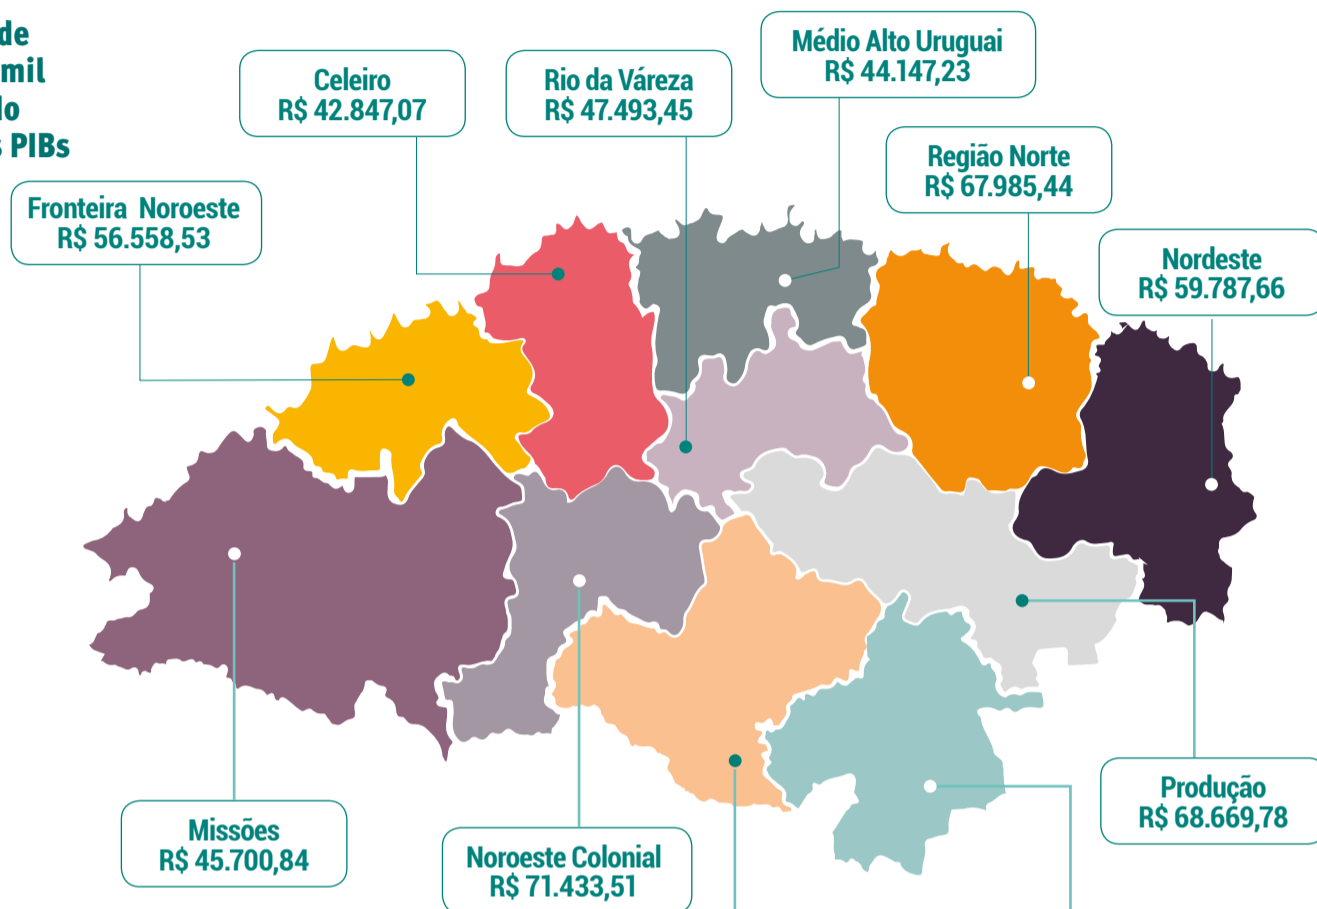 de
mil
do
s PIBs
Celeiro
R$ 42.847,07
Rio da Váreza
R$ 47.493,45
Médio Alto Uruguai
R$ 44.147,23
Região Norte
R$ 67.985,44
Fronteira Noroeste
R$ 56.558,53
Nordeste
R$ 59.787,66
Missões
R$ 45.700,84
Noroeste Colonial
R$ 71.433,51
Produção
R$ 68.669,78